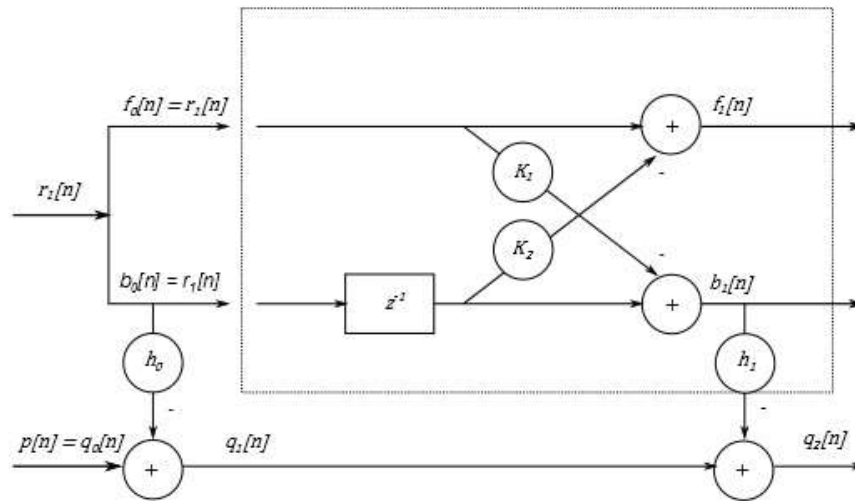 f₀[n] = r₁[n]
f₁[n]
+
-
K₁
r₁[n]
K₂
-
b₀[n] = r₁[n]
b₁[n]
z⁻¹
+
h₀
h₁
-
-
p[n] = q₀[n]
q₁[n]
q₂[n]
+
+